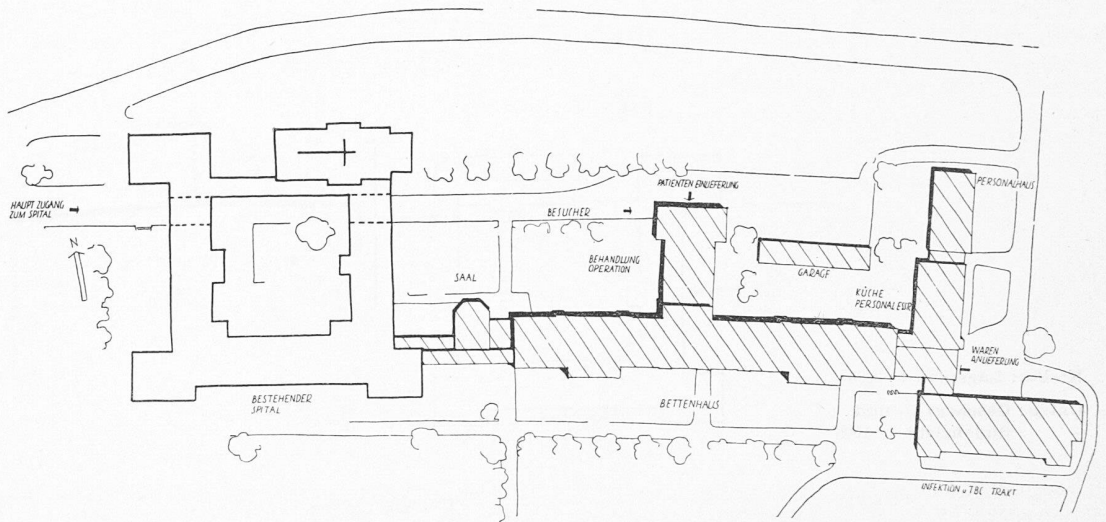 PERSONALHAUS
PATIENTEN EINLIEFERUNG
HAUPT ZUGANG
ZUM SPITAL
BESUCHER
N
BEHANDLUNG
OPERATION
SAAL
GARAGE
KÜCHE
PERSONALEUR
WAREN
ANLIEFERUNG
BESTEHENDER
SPITAL
BETTENHAUS
INFEKTION u TBC TRAKT